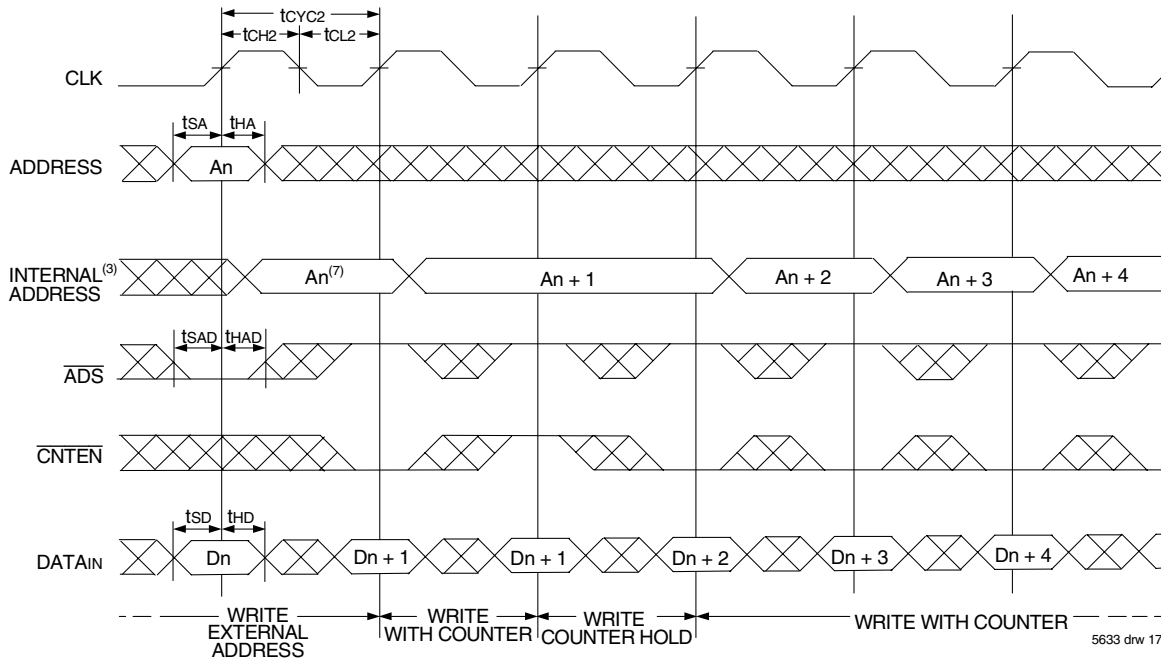 tCYC2
tCH2 tCL2
CLK
tSA tHA
ADDRESS An
INTERNAL(3) ADDRESS An(7) An + 1 An + 2 An + 3 An + 4
tSAD tHAD
ADS
CNTEN
tSD tHD
DATAIN Dn Dn + 1 Dn + 1 Dn + 2 Dn + 3 Dn + 4
WRITE EXTERNAL ADDRESS
WRITE WITH COUNTER
WRITE COUNTER HOLD
WRITE WITH COUNTER
5633 drw 17